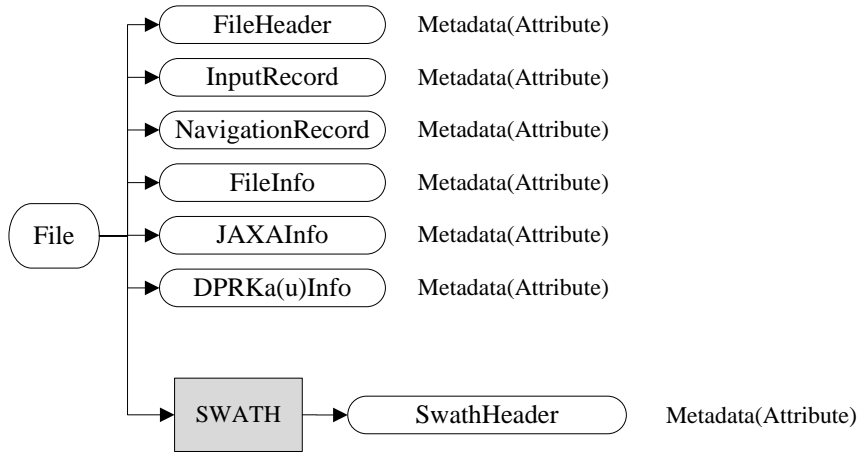 FileHeader Metadata(Attribute)
InputRecord Metadata(Attribute)
NavigationRecord Metadata(Attribute)
FileInfo Metadata(Attribute)
File JAXAInfo Metadata(Attribute)
DPRKa(u)Info Metadata(Attribute)
SWATH SwathHeader Metadata(Attribute)